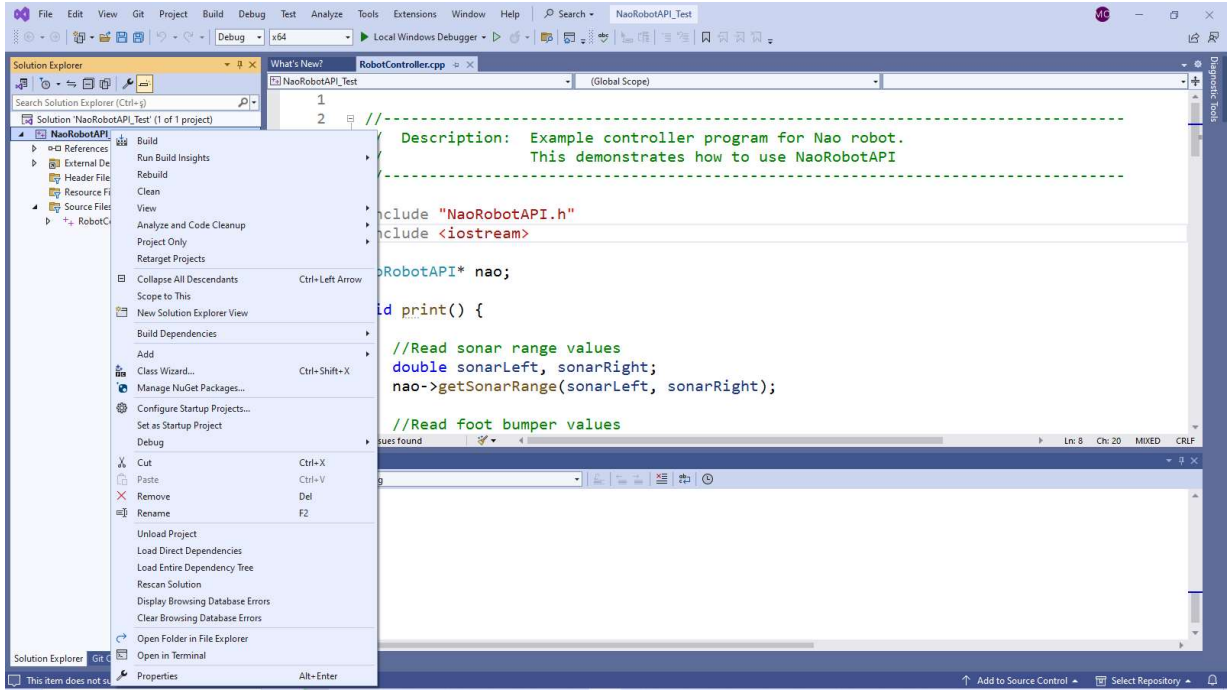 File Edit View Git Project Build Debug Test Analyze Tools Extensions Window Help Search NaoRobotAPI_Test MG
Debug x64 Local Windows Debugger
Solution Explorer
What's New? RobotController.cpp
NaoRobotAPI_Test (Global Scope)
Search Solution Explorer (Ctrl+ş)
Solution 'NaoRobotAPI_Test' (1 of 1 project)
NaoRobotAPI_
References
External De
Header File
Resource Fi
Source Files
RobotCo
Build
Run Build Insights
Rebuild
Clean
View
Analyze and Code Cleanup
Project Only
Retarget Projects
Collapse All Descendants Ctrl+Left Arrow
Scope to This
New Solution Explorer View
Build Dependencies
Add
Class Wizard... Ctrl+Shift+X
Manage NuGet Packages...
Configure Startup Projects...
Set as Startup Project
Debug
Cut Ctrl+X
Paste Ctrl+V
Remove Del
Rename F2
Unload Project
Load Direct Dependencies
Load Entire Dependency Tree
Rescan Solution
Display Browsing Database Errors
Clear Browsing Database Errors
Open Folder in File Explorer
Open in Terminal
Properties Alt+Enter
1
2 //----------------------------------------------------------------------------------
/ Description: Example controller program for Nao robot.
/ This demonstrates how to use NaoRobotAPI
/----------------------------------------------------------------------------------
nclude "NaoRobotAPI.h"
nclude <iostream>
oRobotAPI* nao;
id print() {
//Read sonar range values
double sonarLeft, sonarRight;
nao->getSonarRange(sonarLeft, sonarRight);
//Read foot bumper values
sues found Ln: 8 Ch: 20 MIXED CRLF
g
Diagnostic Tools
Solution Explorer Git C
This item does not su Add to Source Control Select Repository